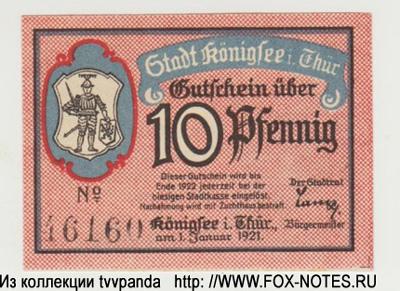 Stadt Königsee i. Thür
Gutschein über
10 Pfennig
Dieser Gutschein wird bis
Ende 1922 jederzeit bei der
hiesigen Stadtkasse eingelöst.
Nachahmung wird mit Zuchthaus bestraft.
Der Stadtrat
Nº
46160
Königsee i. Thür.,
am 1. Januar 1921.
Bürgermeister
Из коллекции tvvpanda http: //WWW.FOX-NOTES.RU